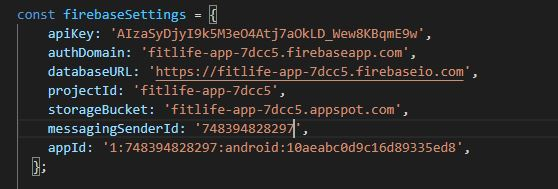 const firebaseSettings = {
apiKey: 'AIzaSyDjyI9k5M3eO4Atj7aOkLD_Wew8KBqmE9w',
authDomain: 'fitlife-app-7dcc5.firebaseapp.com',
databaseURL: 'https://fitlife-app-7dcc5.firebaseio.com',
projectId: 'fitlife-app-7dcc5',
storageBucket: 'fitlife-app-7dcc5.appspot.com',
messagingSenderId: '748394828297',
appId: '1:748394828297:android:10aeabc0d9c16d89335ed8',
};